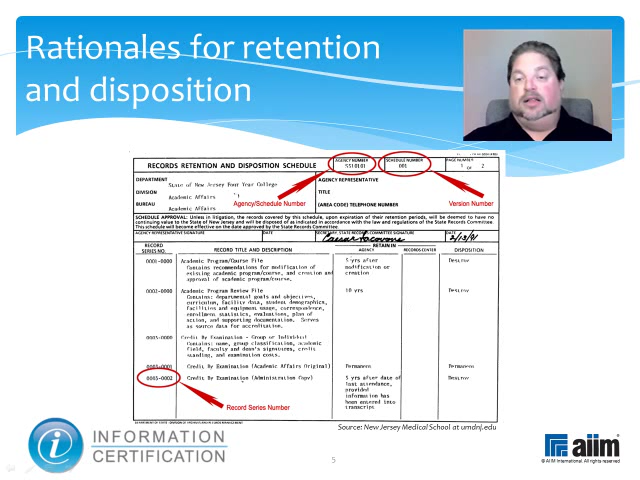 Rationales for retention
and disposition
RECORDS RETENTION AND DISPOSITION SCHEDULE
AGENCY NUMBER
S510101
SCHEDULE NUMBER
001
PAGE NUMBER
1 OF 2
DEPARTMENT
State of New Jersey Four Year College
AGENCY REPRESENTATIVE
DIVISION
Academic Affairs
TITLE
Agency/Schedule Number
Version Number
BUREAU
Academic Affairs
(AREA CODE) TELEPHONE NUMBER
SCHEDULE APPROVAL: Unless in litigation, the records covered by this schedule, upon expiration of their retention periods, will be deemed to have no
continuing value to the State of New Jersey and will be disposed of as indicated in accordance with the law and regulations of the State Records Committee.
This schedule will become effective on the date approved by the State Records Committee.
AGENCY REPRESENTATIVE SIGNATURE
DATE
SECRETARY, STATE RECORDS COMMITTEE SIGNATURE
DATE
RECORD
SERIES NO.
RECORD TITLE AND DESCRIPTION
RETAIN IN
AGENCY
RECORDS CENTER
DISPOSITION
0001-0000
Academic Program/Course File
Contains recommendations for modification of
existing academic program/course, and creation and
approval of academic program/course.
5 yrs after
modification or
creation
Destroy
0002-0000
Academic Program Review File
Contains: departmental goals and objectives,
curriculum, facility data, student demographics,
facilities and equipment usage, correspondence,
enrollment statistics, evaluations, plan of
action, and supporting documentation. Serves
as source data for accreditation.
10 yrs
Destroy
0003-0000
Credit By Examination - Group or Individual
Contains: name, group classification, academic
field, faculty and dean's signatures, credit
standing, and examination costs.
0003-0001
Credit By Examination (Academic Affairs Original)
Permanent
Permanent
0003-0002
Credit By Examination (Administration Copy)
5 yrs after date of
last attendance,
provided
information has
been entered into
transcript
Destroy
Record Series Number
Source: New Jersey Medical School at umdnj.edu
i
INFORMATION
CERTIFICATION
5
aiim
© AIIM International. All rights reserved